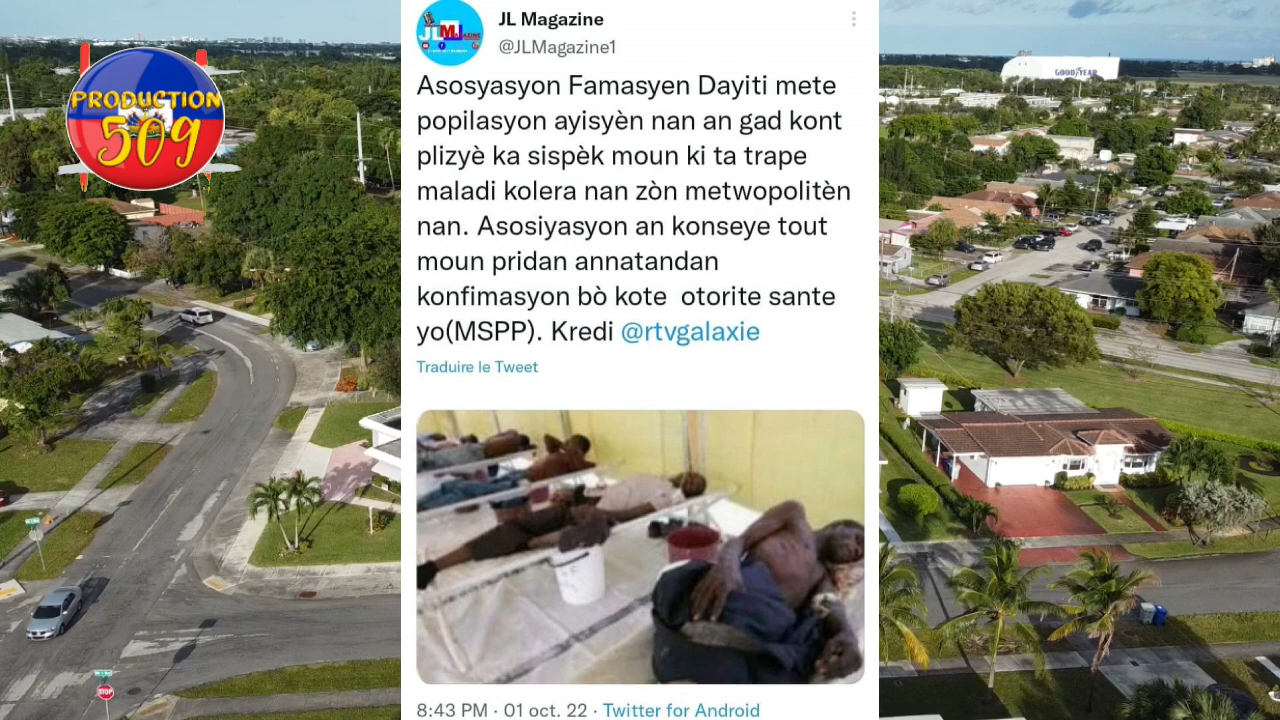 PRODUCTION
509
JL Magazine
@JLMagazine1
Asosyasyon Famasyen Dayiti mete
popilasyon ayisyèn nan an gad kont
plizyè ka sispèk moun ki ta trape
maladi kolera nan zòn metwopolitèn
nan. Asosiyasyon an konseye tout
moun pridan annatandan
konfimasyon bò kote otorite sante
yo(MSPP). Kredi @rtvgalaxie
Traduire le Tweet
8:43 PM · 01 oct. 22 · Twitter for Android
GOODYEAR
STOP